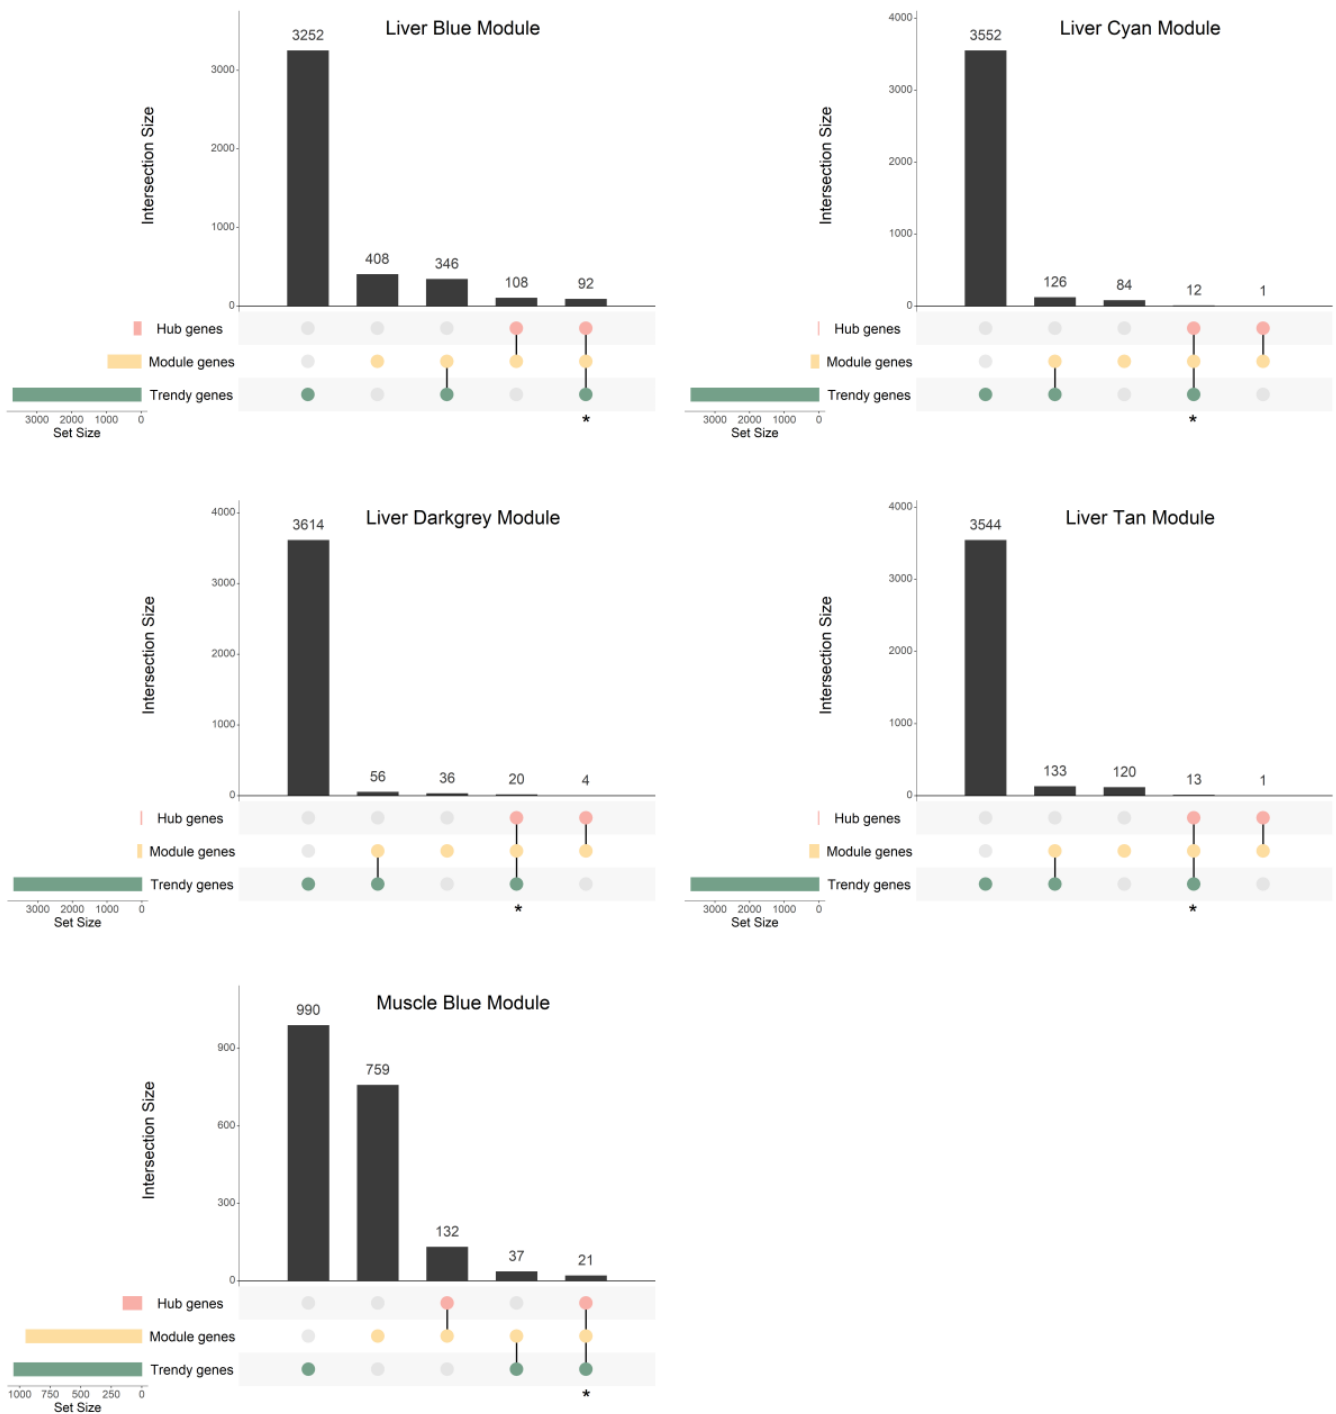 Liver Blue Module
Intersection Size
3000
2000
1000
0
3252
408
346
108
92
Hub genes
Module genes
Trendy genes
3000 2000 1000 0
Set Size
*
Liver Cyan Module
Intersection Size
4000
3000
2000
1000
0
3552
126
84
12
1
Hub genes
Module genes
Trendy genes
3000 2000 1000 0
Set Size
*
Liver Darkgrey Module
Intersection Size
4000
3000
2000
1000
0
3614
56
36
20
4
Hub genes
Module genes
Trendy genes
3000 2000 1000 0
Set Size
*
Liver Tan Module
Intersection Size
4000
3000
2000
1000
0
3544
133
120
13
1
Hub genes
Module genes
Trendy genes
3000 2000 1000 0
Set Size
*
Muscle Blue Module
Intersection Size
900
600
300
0
990
759
132
37
21
Hub genes
Module genes
Trendy genes
1000 750 500 250 0
Set Size
*